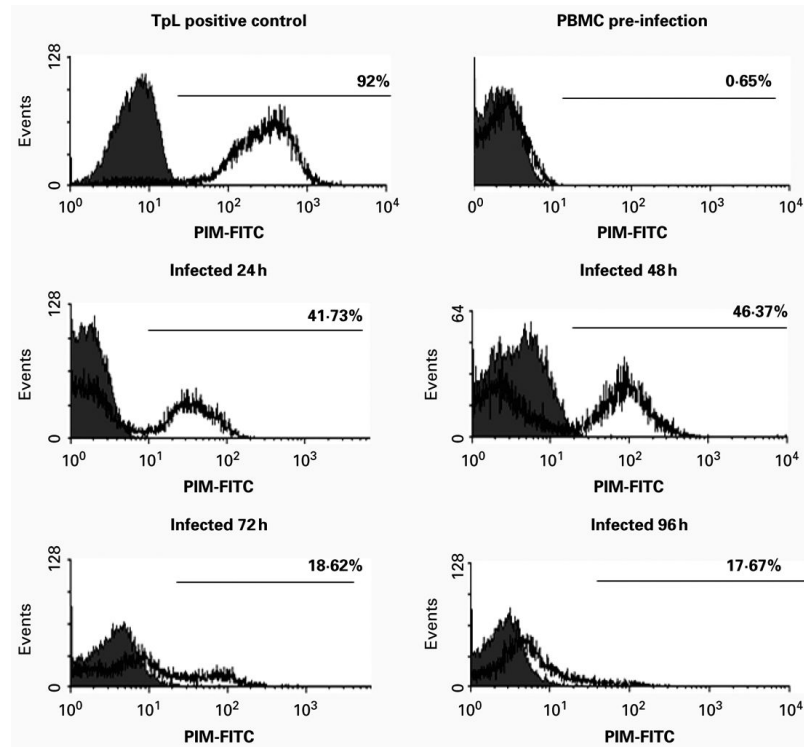 TpL positive control
128
92%
Events
0
10⁰ 10¹ 10² 10³ 10⁴
PIM-FITC
PBMC pre-infection
0·65%
0⁰ 10¹ 10² 10³ 10⁴
PIM-FITC
Infected 24 h
128
41·73%
Events
0
10⁰ 10¹ 10² 10³
PIM-FITC
Infected 48 h
64
46·37%
Events
0
10⁰ 10¹ 10² 10³ 10⁴
PIM-FITC
Infected 72 h
128
18·62%
Events
0
10⁰ 10¹ 10² 10³
PIM-FITC
Infected 96 h
128
17·67%
Events
0
10⁰ 10¹ 10² 10³ 10⁴
PIM-FITC